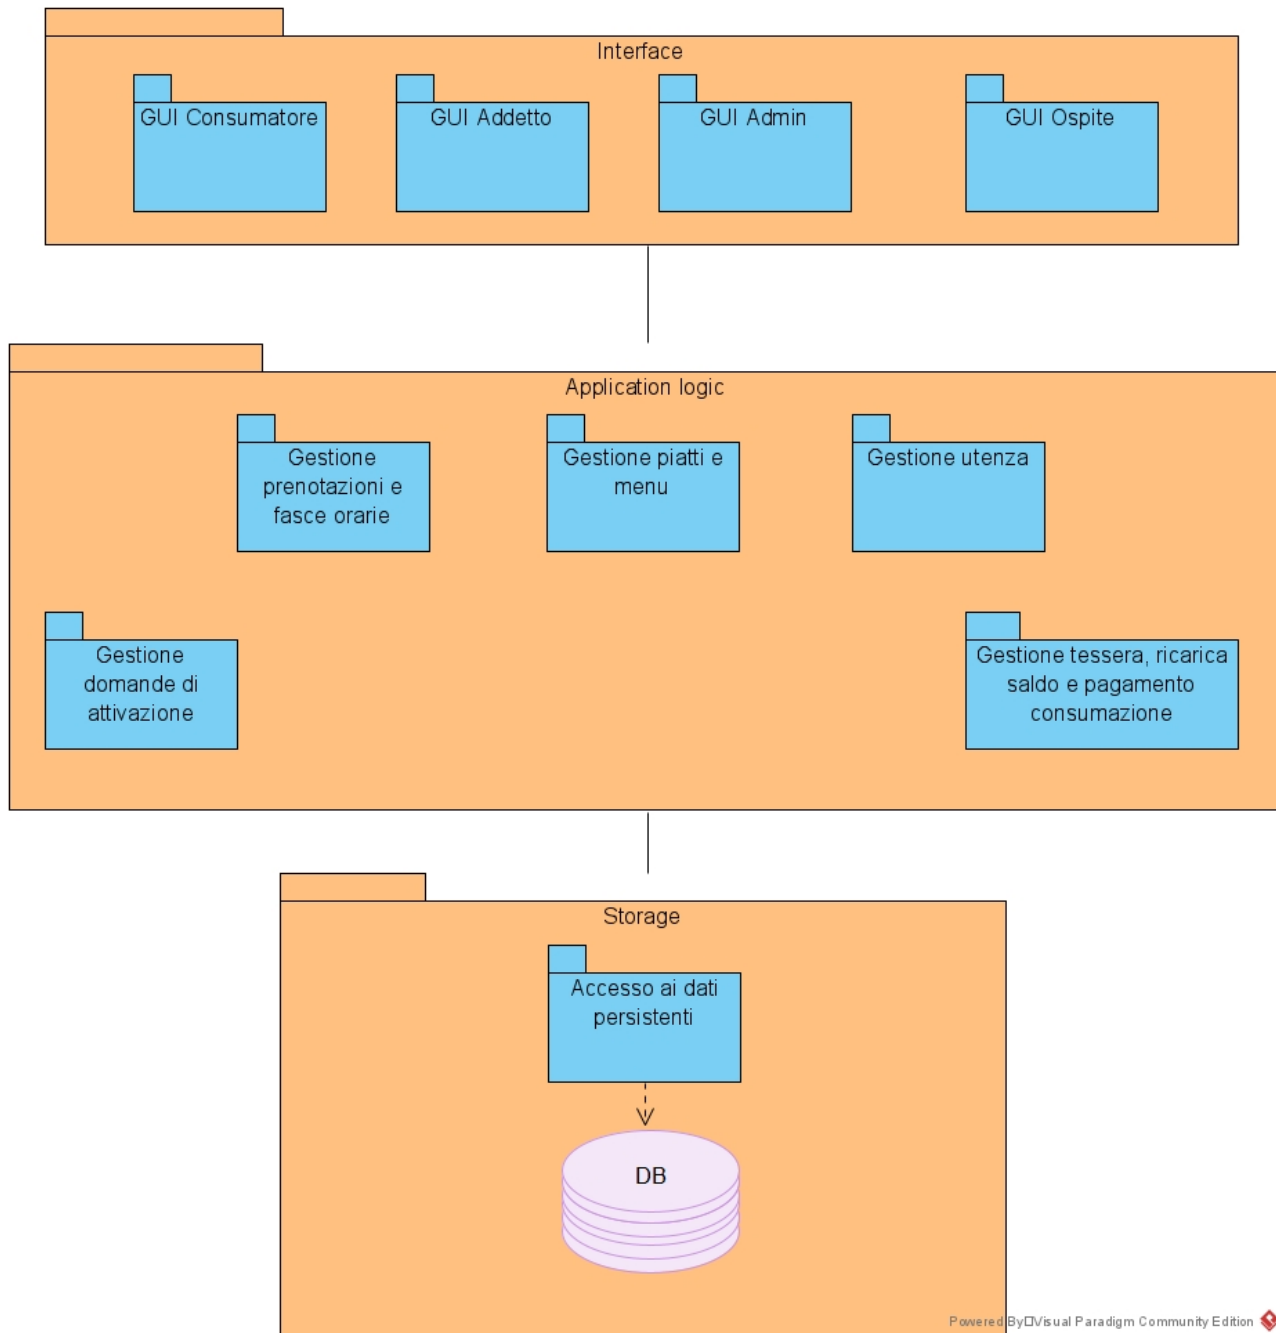 Interface
GUI Consumatore
GUI Addetto
GUI Admin
GUI Ospite
Application logic
Gestione
prenotazioni e
fasce orarie
Gestione piatti e
menu
Gestione utenza
Gestione
domande di
attivazione
Gestione tessera, ricarica
saldo e pagamento
consumazione
Storage
Accesso ai dati
persistenti
DB
Powered By□Visual Paradigm Community Edition